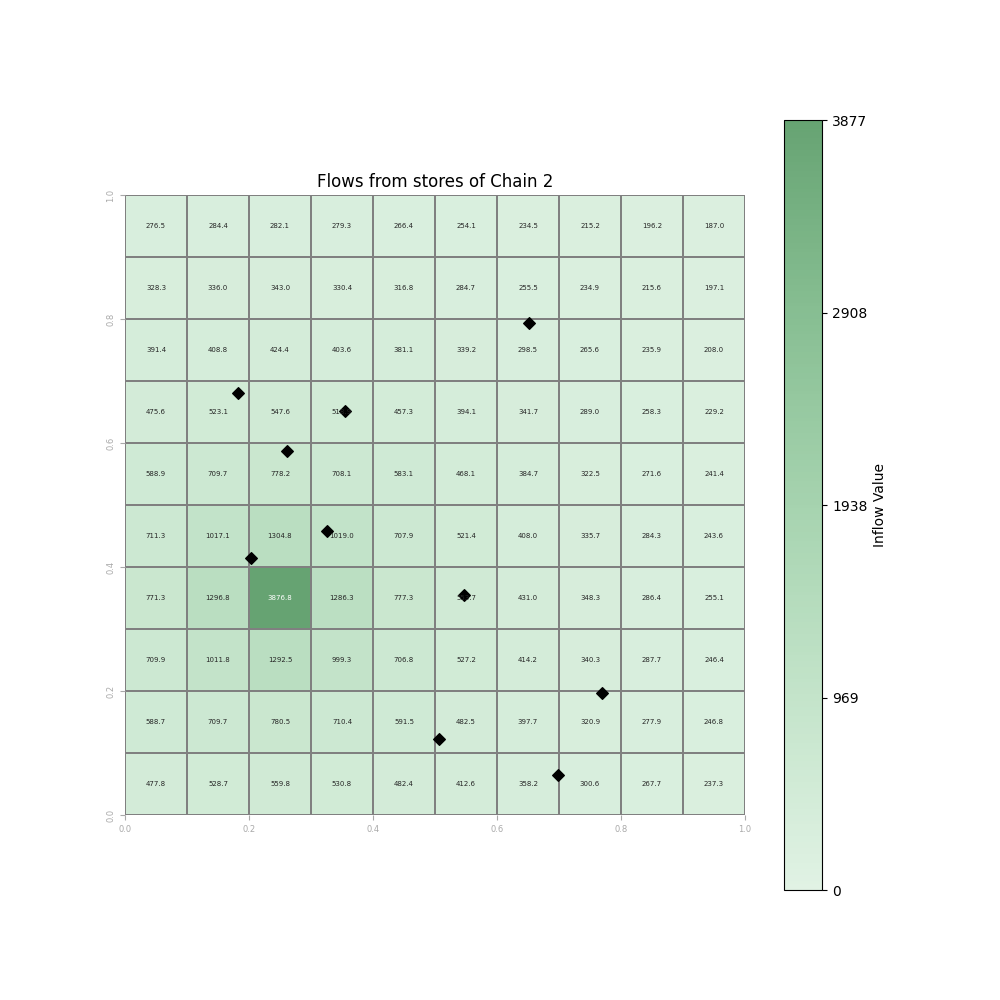 Flows from stores of Chain 2
1.0
276.5 284.4 282.1 279.3 266.4 254.1 234.5 215.2 196.2 187.0
328.3 336.0 343.0 330.4 316.8 284.7 255.5 234.9 215.6 197.1
0.8
391.4 408.8 424.4 403.6 381.1 339.2 298.5 265.6 235.9 208.0
475.6 523.1 547.6 457.3 394.1 341.7 289.0 258.3 229.2
0.6
588.9 709.7 778.2 708.1 583.1 468.1 384.7 322.5 271.6 241.4
711.3 1017.1 1304.8 1019.0 707.9 521.4 408.0 335.7 284.3 243.6
0.4
771.3 1296.8 3876.8 1286.3 777.3 431.0 348.3 286.4 255.1
709.9 1011.8 1292.5 999.3 706.8 527.2 414.2 340.3 287.7 246.4
0.2
588.7 709.7 780.5 710.4 591.5 482.5 397.7 320.9 277.9 246.8
477.8 528.7 559.8 530.8 482.4 412.6 358.2 300.6 267.7 237.3
0.0
0.0 0.2 0.4 0.6 0.8 1.0
3877
2908
1938
969
0
Inflow Value